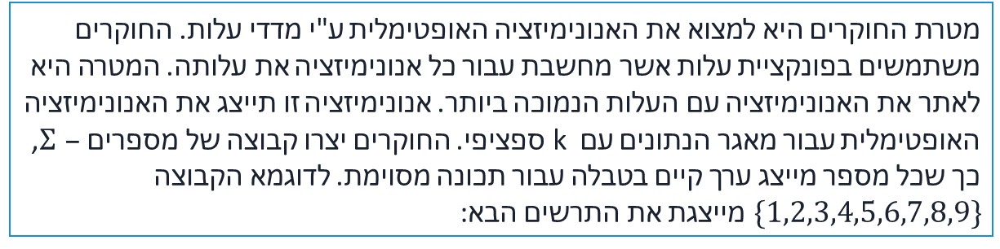 מטרת החוקרים היא למצוא את האנונימיזציה האופטימלית ע"י מדדי עלות. החוקרים
משתמשים בפונקציית עלות אשר מחשבת עבור כל אנונימיזציה את עלותה. המטרה היא
לאתר את האנונימיזציה עם העלות הנמוכה ביותר. אנונימיזציה זו תייצג את האנונימיזציה
האופטימלית עבור מאגר הנתונים עם k ספציפי. החוקרים יצרו קבוצה של מספרים – Σ,
כך שכל מספר מייצג ערך קיים בטבלה עבור תכונה מסוימת. לדוגמא הקבוצה
{1,2,3,4,5,6,7,8,9} מייצגת את התרשים הבא: